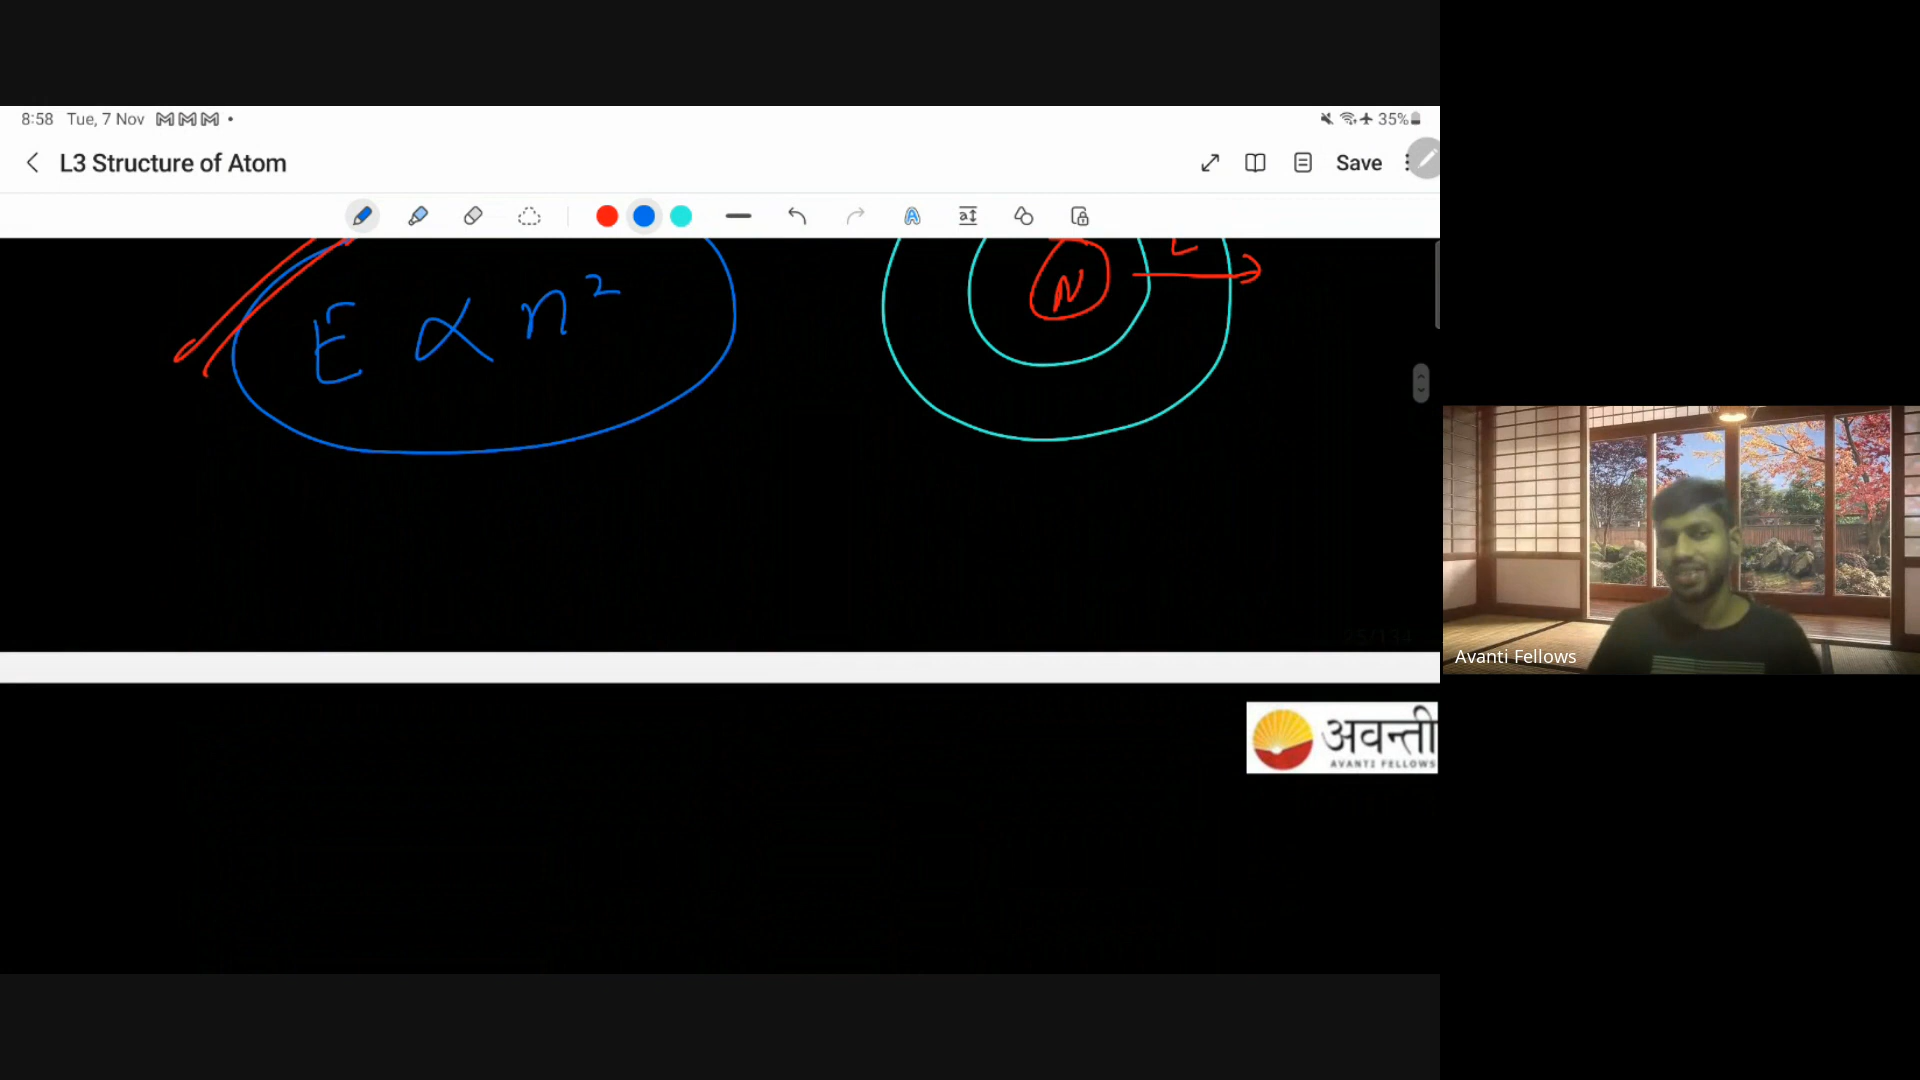 8:58 Tue, 7 Nov 35%
L3 Structure of Atom Save
E ∝ n²
N
E
Avanti Fellows
अवन्ती
AVANTI FELLOWS